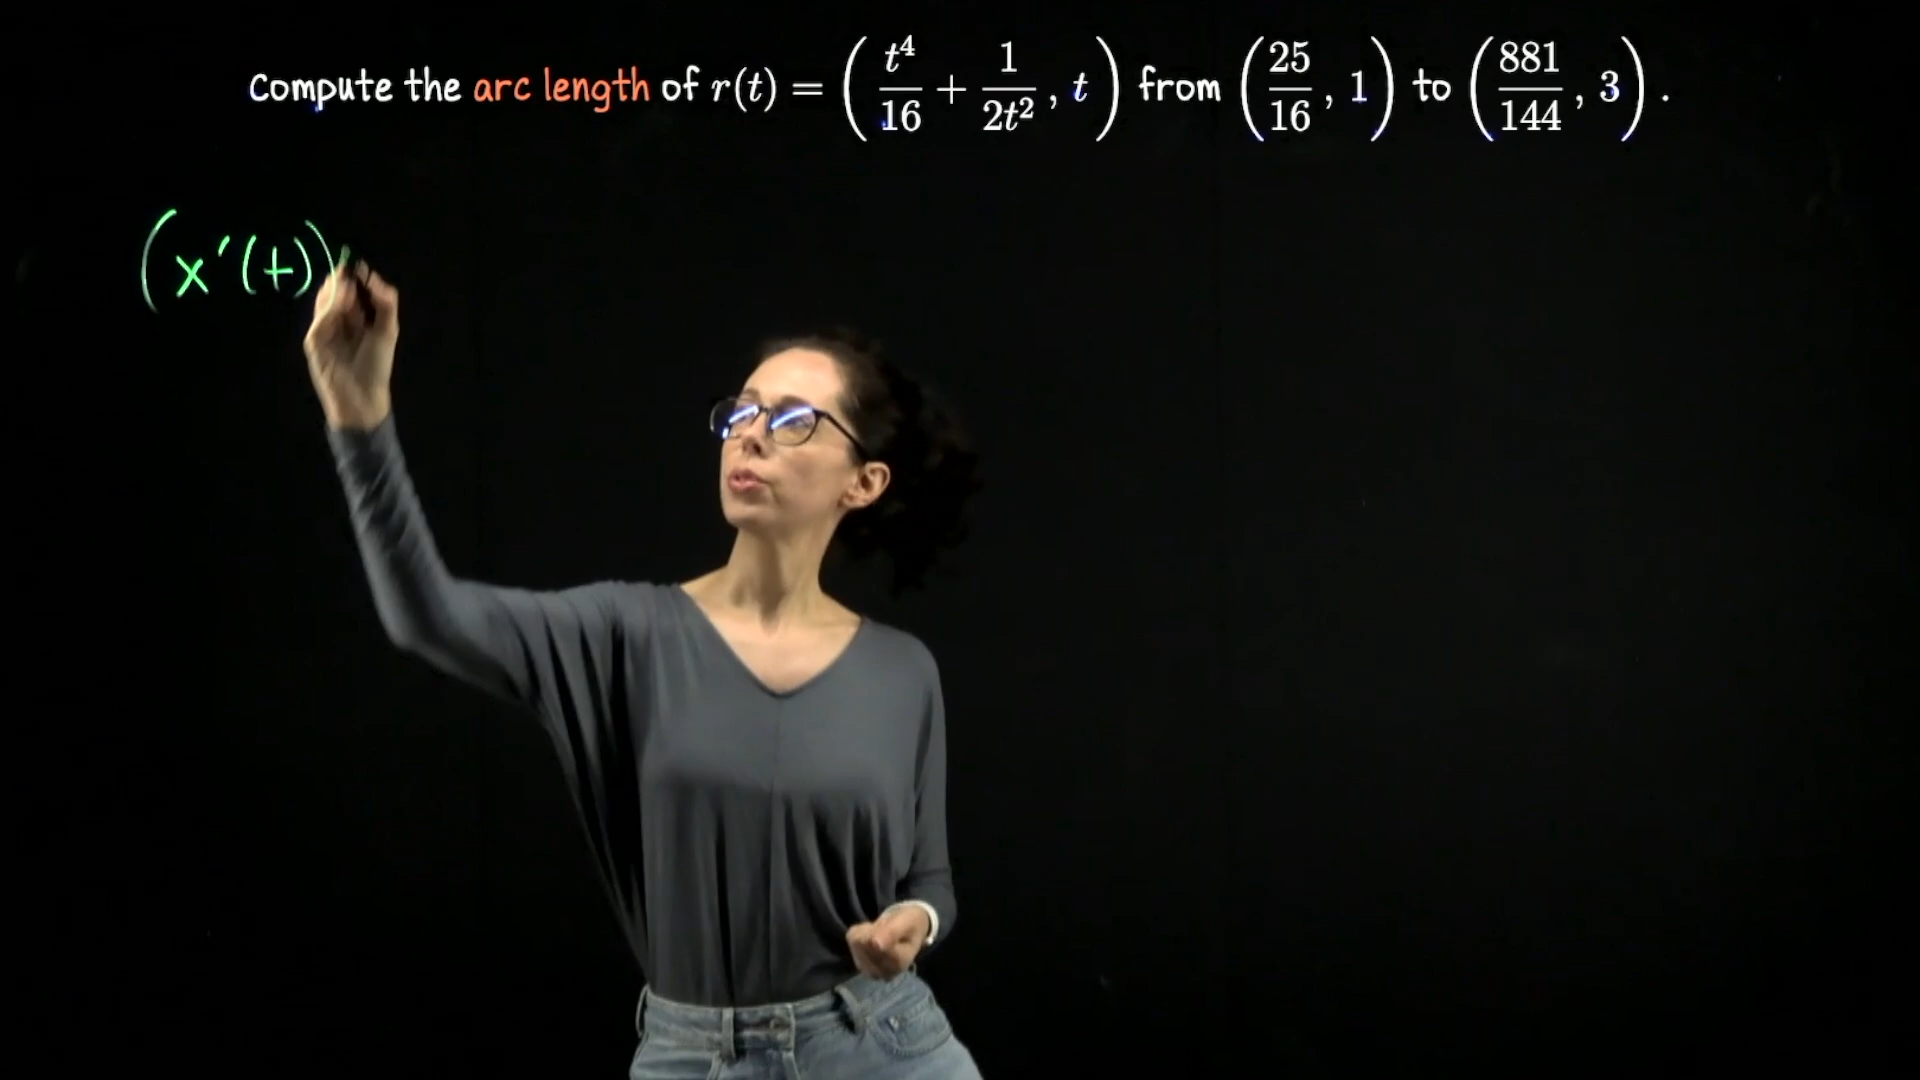 Compute the arc length of r(t) = ( t⁴/16 + 1/(2t²) , t ) from ( 25/16 , 1 ) to ( 881/144 , 3 ) .
(x'(t))